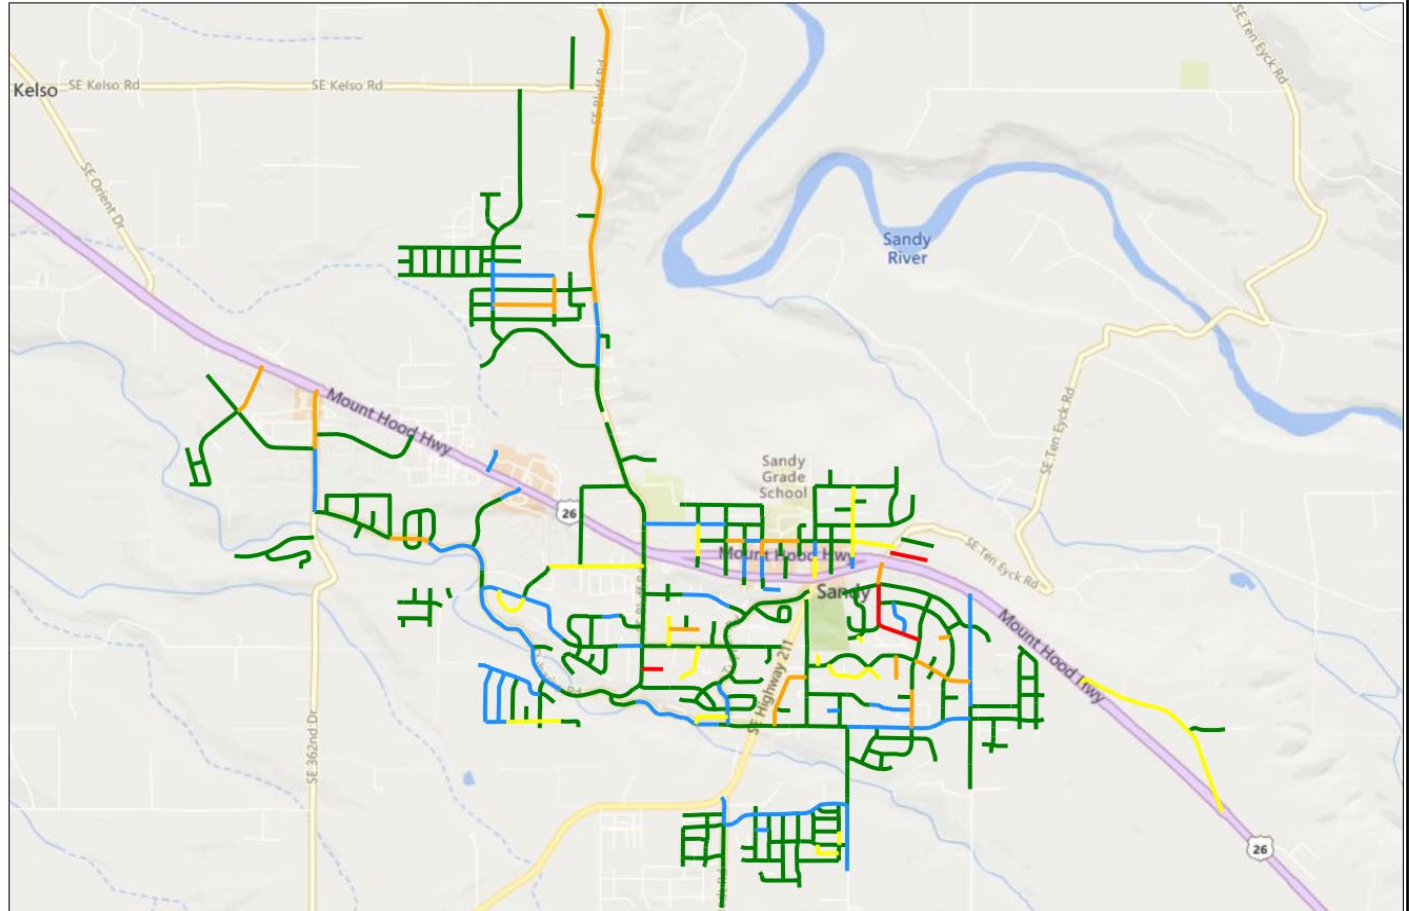 SE Ten Eyck Rd
SE Bluff Rd
Kelso
SE Kelso Rd
SE Kelso Rd
SE Orient Dr
Sandy
River
Mount Hood Hwy
SE Ten Eyck Rd
Sandy
Grade
School
26
Mount Hood Hwy
SE Ten Eyck Rd
Sandy
Mount Hood Hwy
SE Highway 211
SE 362nd Dr
26